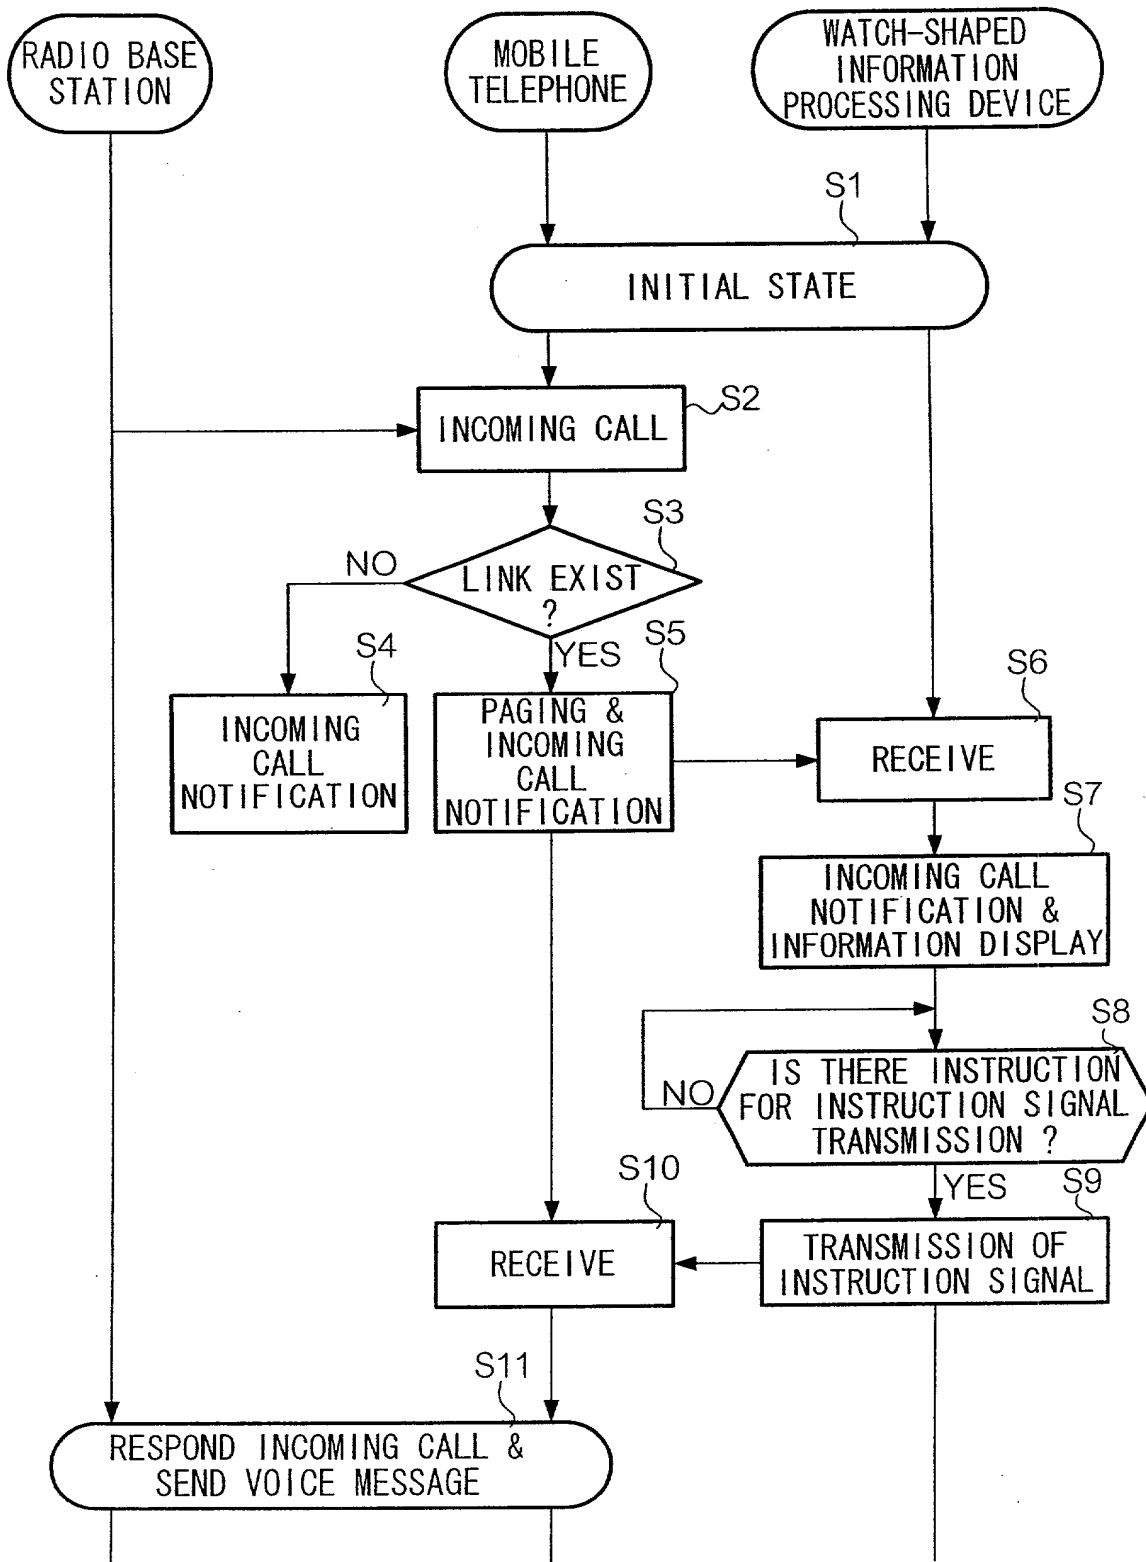 RADIO BASE
STATION
MOBILE
TELEPHONE
WATCH-SHAPED
INFORMATION
PROCESSING DEVICE
S1
INITIAL STATE
S2
INCOMING CALL
S3
NO
LINK EXIST
?
YES
S4
INCOMING
CALL
NOTIFICATION
S5
PAGING &
INCOMING
CALL
NOTIFICATION
S6
RECEIVE
S7
INCOMING CALL
NOTIFICATION &
INFORMATION DISPLAY
S8
IS THERE INSTRUCTION
FOR INSTRUCTION SIGNAL
TRANSMISSION ?
NO
YES
S9
TRANSMISSION OF
INSTRUCTION SIGNAL
S10
RECEIVE
S11
RESPOND INCOMING CALL &
SEND VOICE MESSAGE